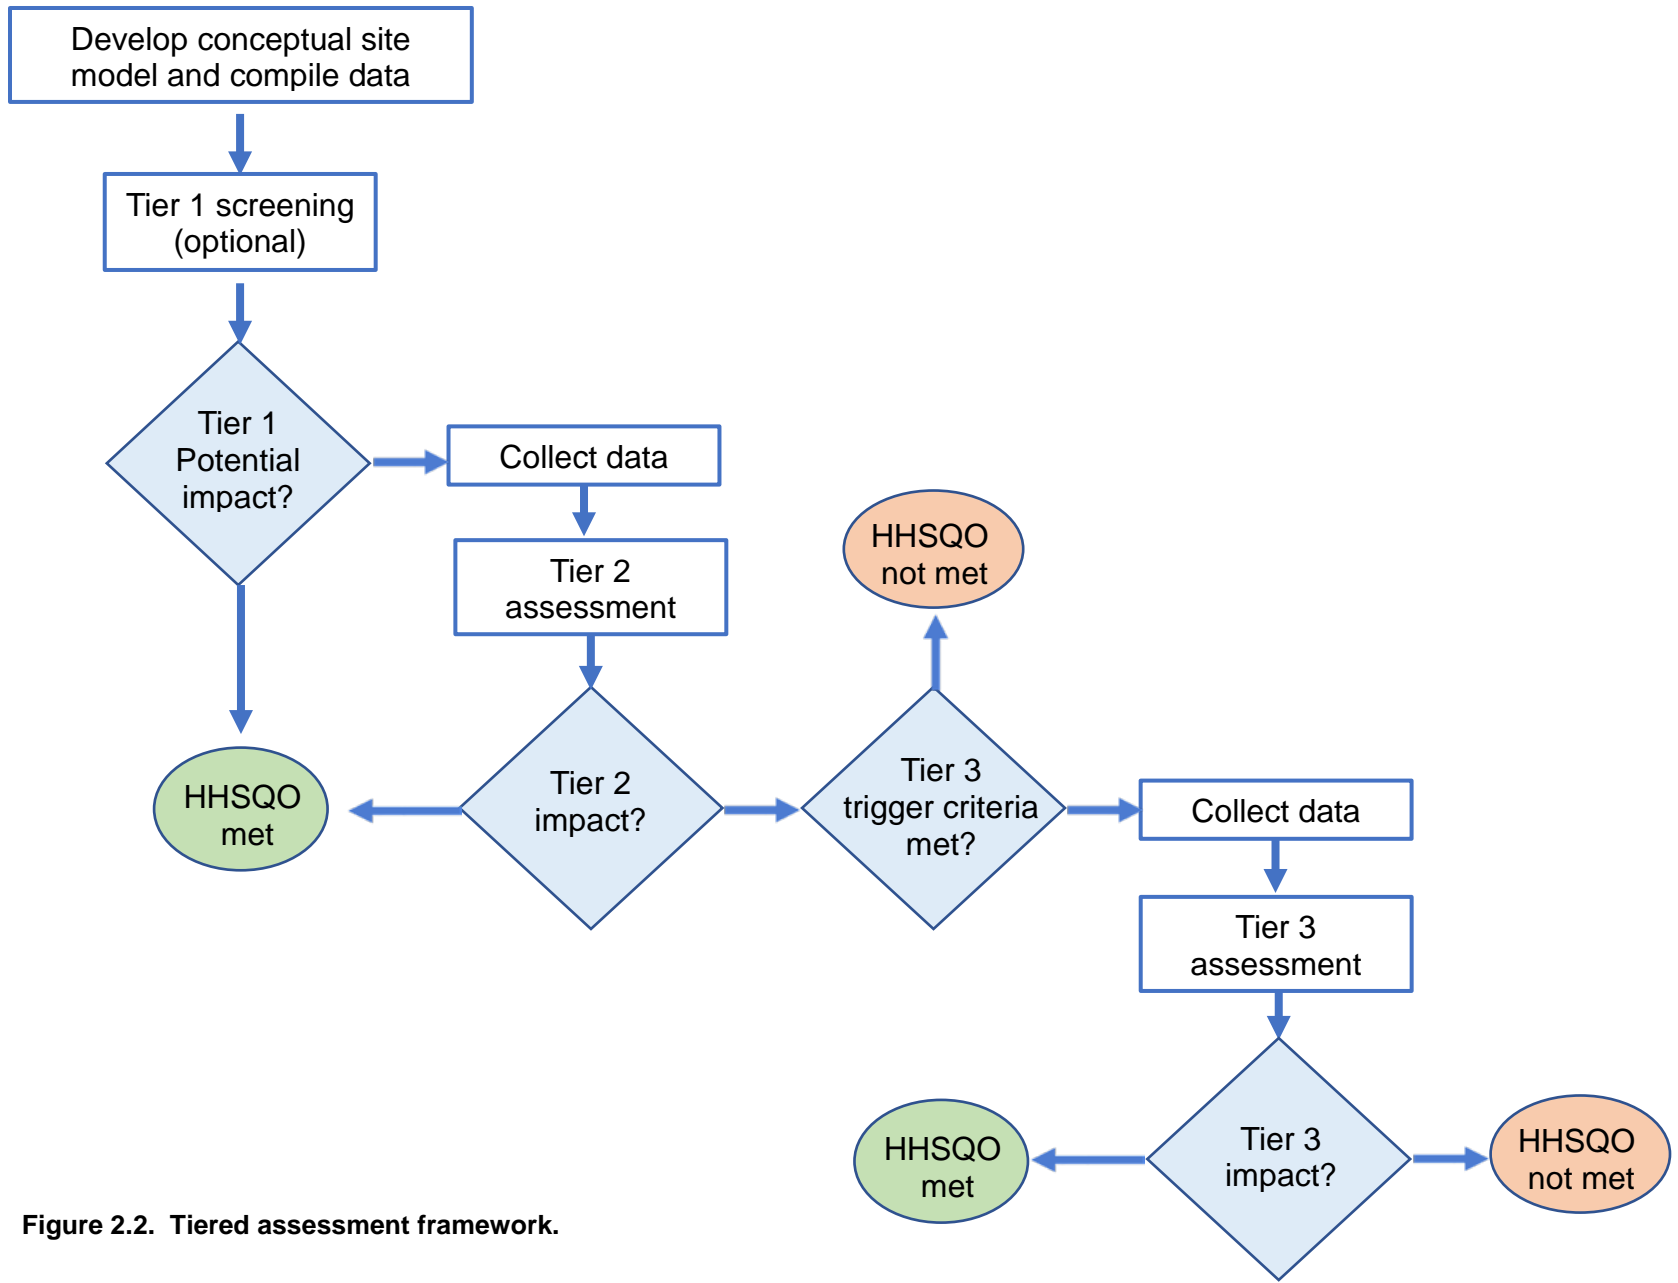 Develop conceptual site
model and compile data
Tier 1 screening
(optional)
Tier 1
Potential
impact?
Collect data
Tier 2
assessment
HHSQO
not met
HHSQO
met
Tier 2
impact?
Tier 3
trigger criteria
met?
Collect data
Tier 3
assessment
HHSQO
met
Tier 3
impact?
HHSQO
not met
Figure 2.2.  Tiered assessment framework.